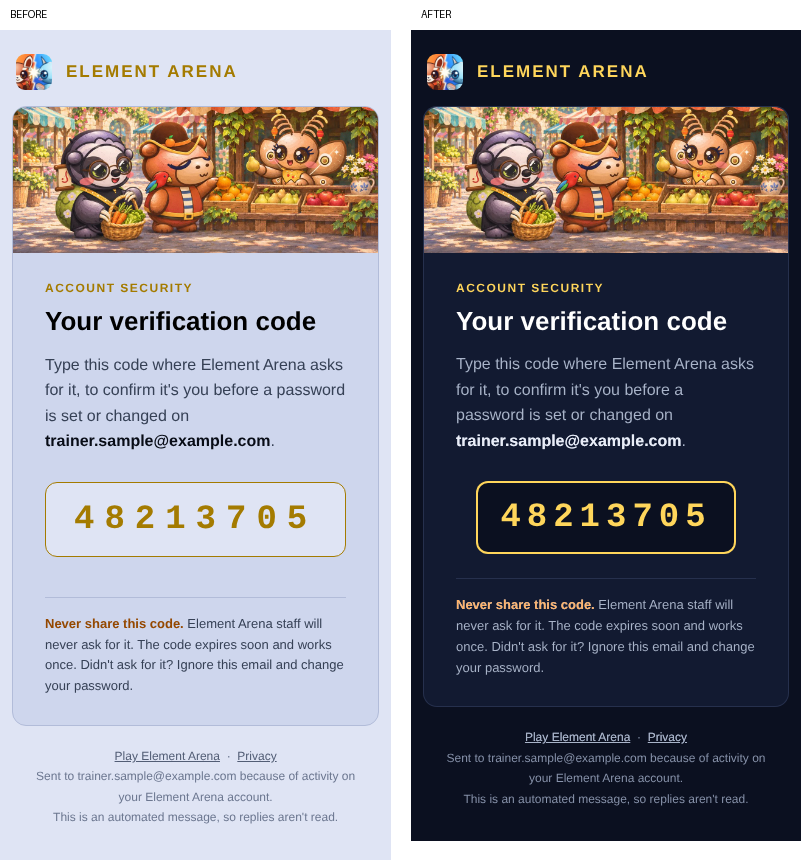 BEFORE
ELEMENT ARENA
ACCOUNT SECURITY
Your verification code
Type this code where Element Arena asks
for it, to confirm it's you before a password
is set or changed on
trainer.sample@example.com.
48213705
Never share this code. Element Arena staff will
never ask for it. The code expires soon and works
once. Didn't ask for it? Ignore this email and change
your password.
Play Element Arena · Privacy
Sent to trainer.sample@example.com because of activity on
your Element Arena account.
This is an automated message, so replies aren't read.
AFTER
ELEMENT ARENA
ACCOUNT SECURITY
Your verification code
Type this code where Element Arena asks
for it, to confirm it's you before a
password is set or changed on
trainer.sample@example.com.
48213705
Never share this code. Element Arena staff will
never ask for it. The code expires soon and works
once. Didn't ask for it? Ignore this email and change
your password.
Play Element Arena · Privacy
Sent to trainer.sample@example.com because of activity on
your Element Arena account.
This is an automated message, so replies aren't read.